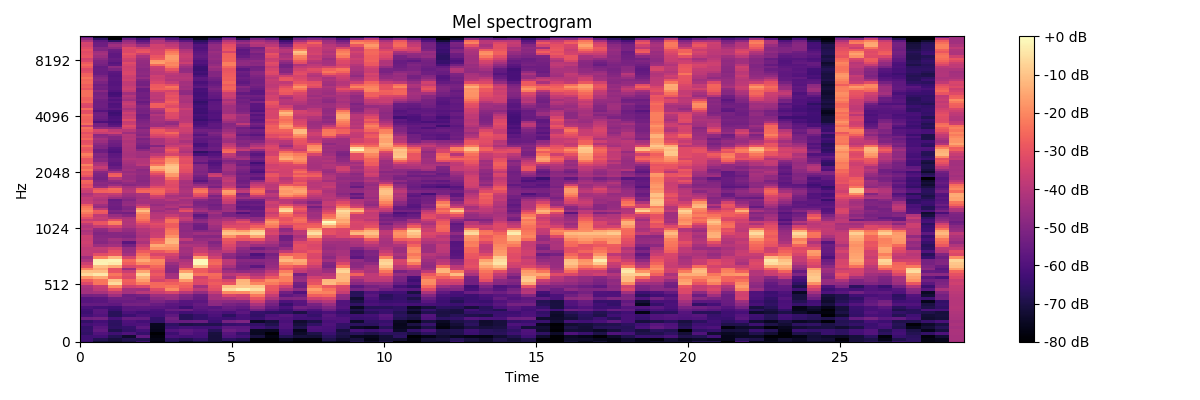 Mel spectrogram
8192
4096
2048
1024
512
0
Hz
0 5 10 15 20 25
Time
+0 dB
-10 dB
-20 dB
-30 dB
-40 dB
-50 dB
-60 dB
-70 dB
-80 dB